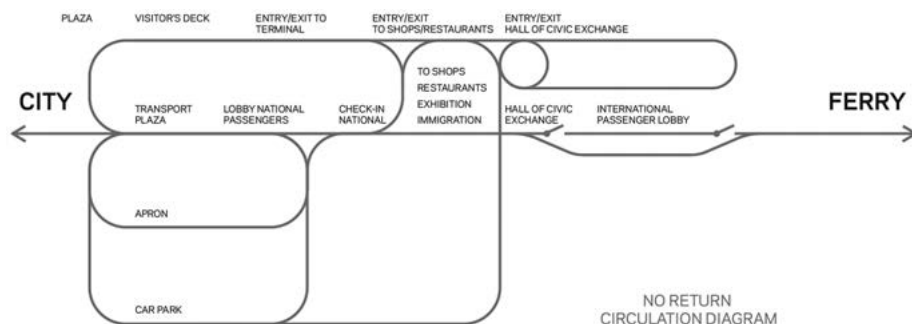 PLAZA
VISITOR'S DECK
ENTRY/EXIT TO
TERMINAL
ENTRY/EXIT
TO SHOPS/RESTAURANTS
ENTRY/EXIT
HALL OF CIVIC EXCHANGE
TO SHOPS
RESTAURANTS
EXHIBITION
IMMIGRATION
CITY
TRANSPORT
PLAZA
LOBBY NATIONAL
PASSENGERS
CHECK-IN
NATIONAL
HALL OF CIVIC
EXCHANGE
INTERNATIONAL
PASSENGER LOBBY
FERRY
APRON
CAR PARK
NO RETURN
CIRCULATION DIAGRAM